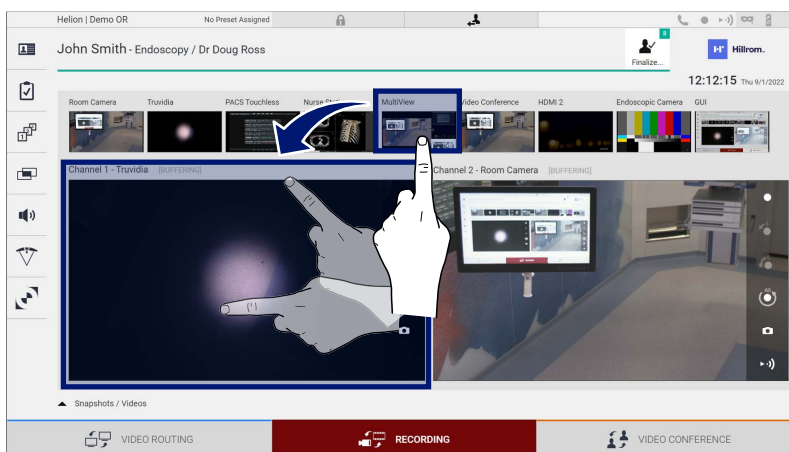 Helion | Demo OR
No Preset Assigned
John Smith - Endoscopy / Dr Doug Ross
8
Finalize...
H·r Hillrom.
12:12:15 Thu 9/1/2022
Room Camera
Truvidia
PACS Touchless
MultiView
Video Conference
HDMI 2
Endoscopic Camera
GUI
Channel 1 - Truvidia [BUFFERING]
Channel 2 - Room Camera [BUFFERING]
All
Snapshots / Videos
VIDEO ROUTING
RECORDING
VIDEO CONFERENCE